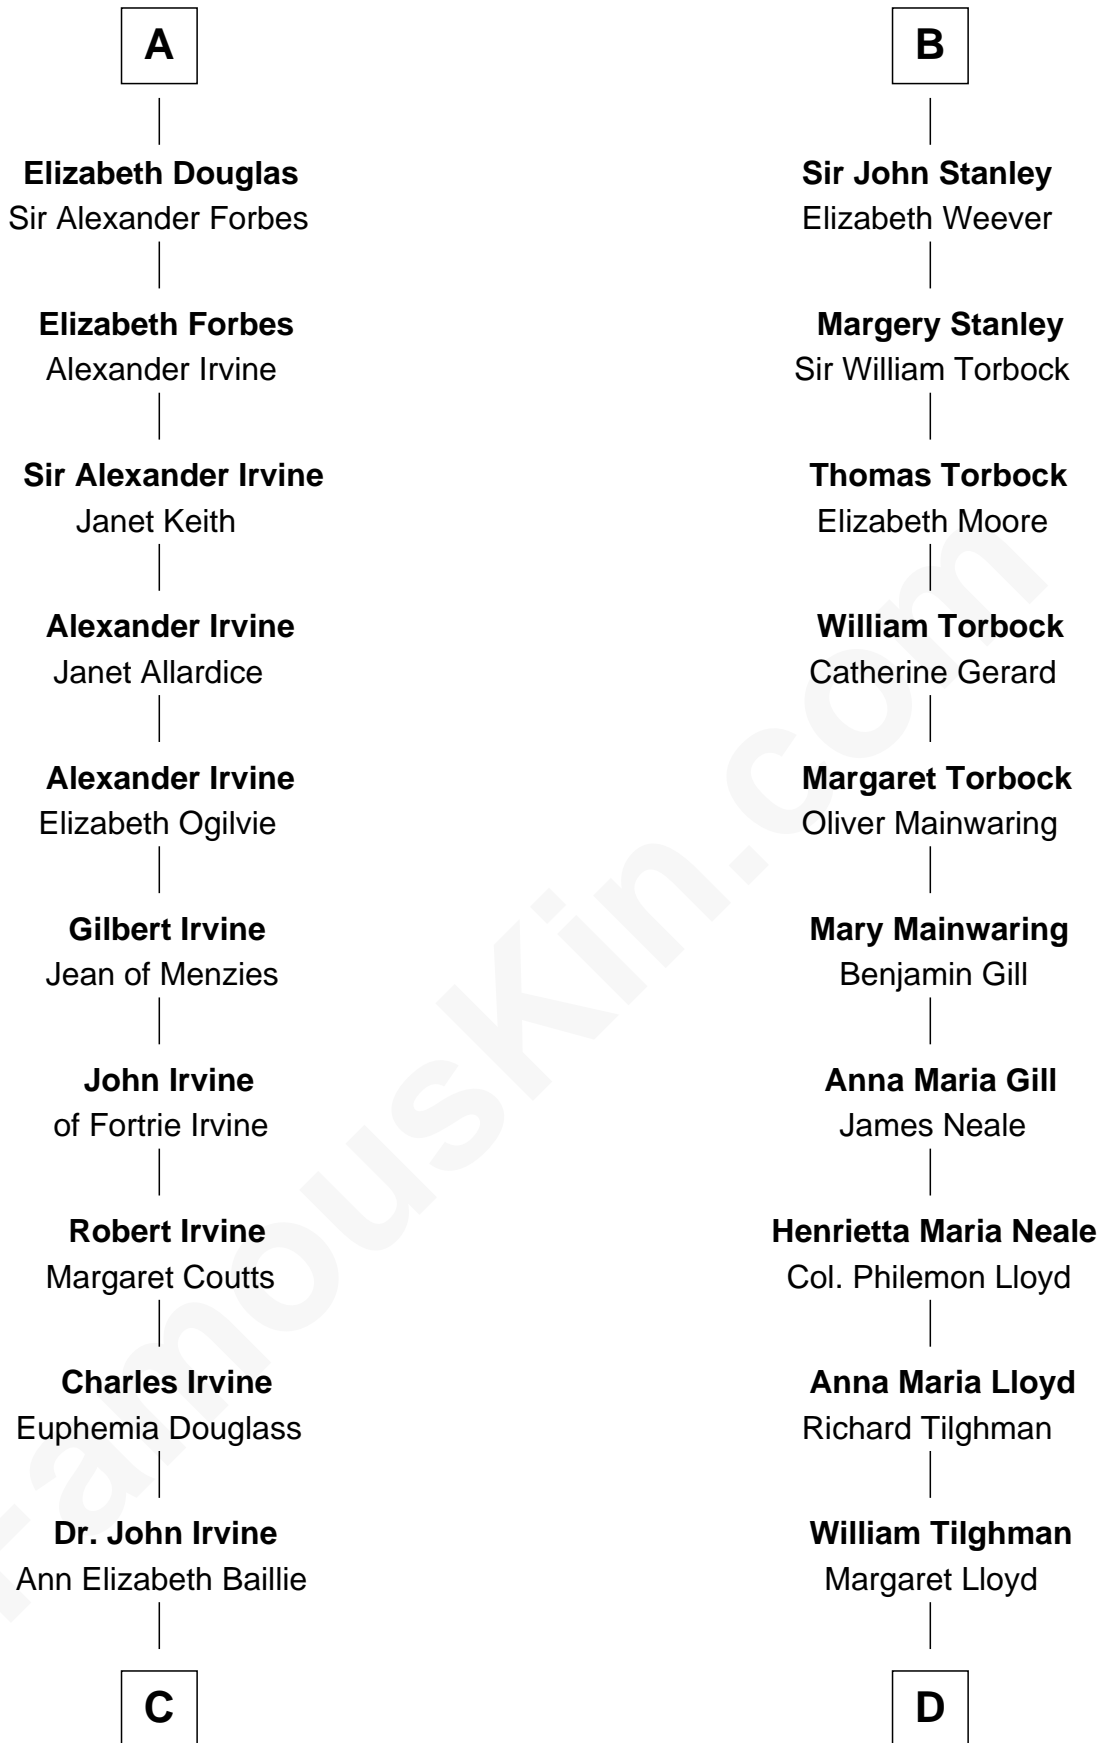 A
Elizabeth Douglas
Sir Alexander Forbes
Elizabeth Forbes
Alexander Irvine
Sir Alexander Irvine
Janet Keith
Alexander Irvine
Janet Allardice
Alexander Irvine
Elizabeth Ogilvie
Gilbert Irvine
Jean of Menzies
John Irvine
of Fortrie Irvine
Robert Irvine
Margaret Coutts
Charles Irvine
Euphemia Douglass
Dr. John Irvine
Ann Elizabeth Baillie
C
B
Sir John Stanley
Elizabeth Weever
Margery Stanley
Sir William Torbock
Thomas Torbock
Elizabeth Moore
William Torbock
Catherine Gerard
Margaret Torbock
Oliver Mainwaring
Mary Mainwaring
Benjamin Gill
Anna Maria Gill
James Neale
Henrietta Maria Neale
Col. Philemon Lloyd
Anna Maria Lloyd
Richard Tilghman
William Tilghman
Margaret Lloyd
D
FamousKin.com